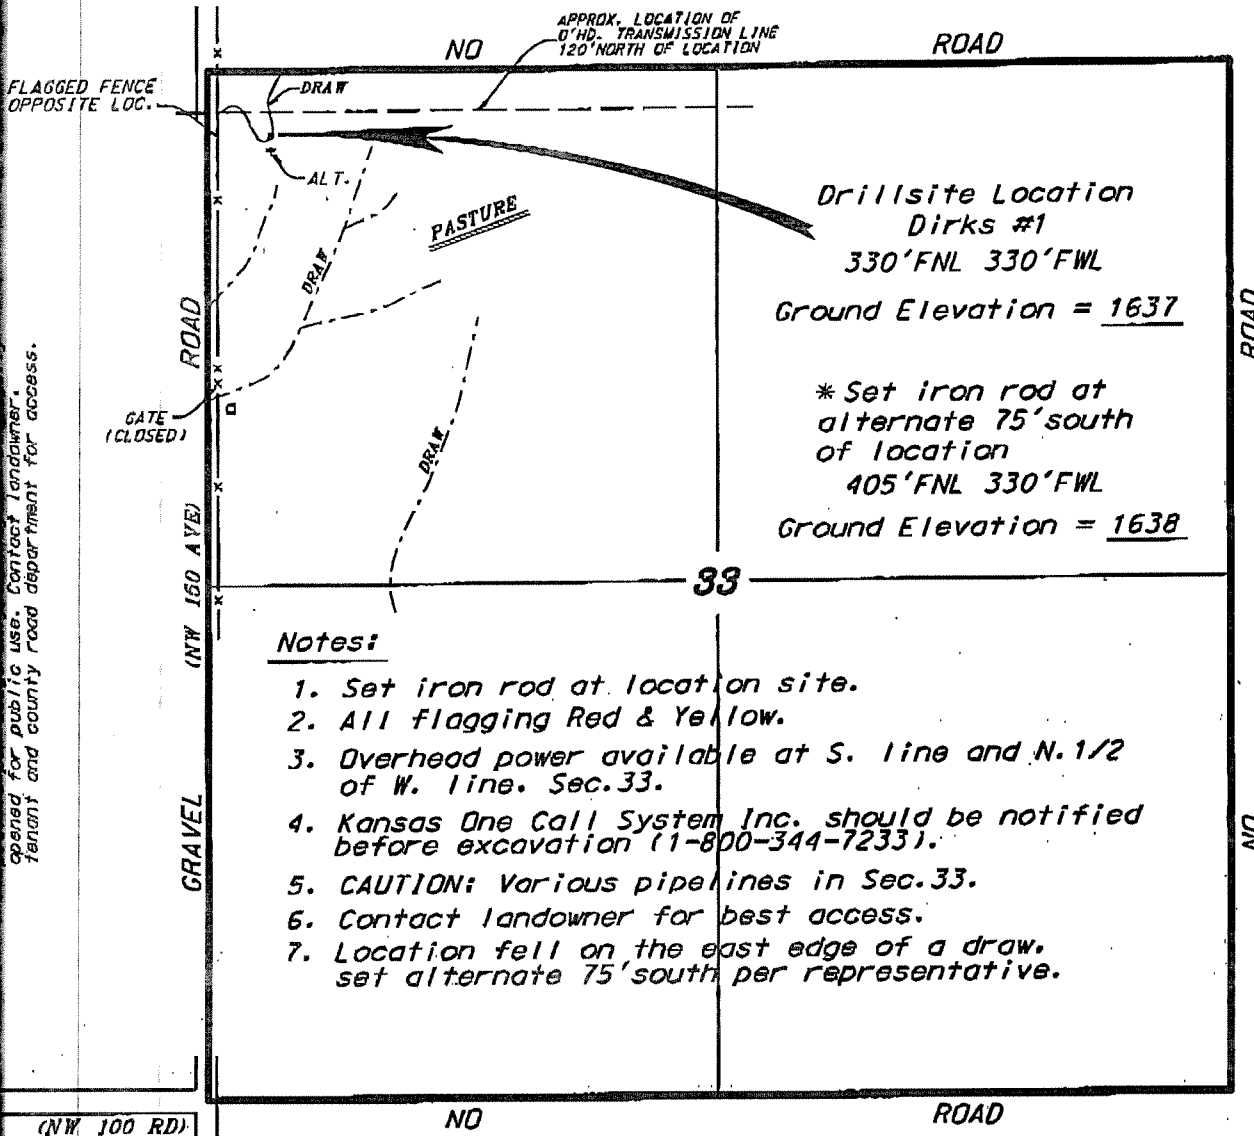 APPROX. LOCATION OF
O'HD. TRANSMISSION LINE
120'NORTH OF LOCATION
NO
ROAD
FLAGGED FENCE
OPPOSITE LOC.
DRAW
ALT.
PASTURE
DRAW
DRAW
Drillsite Location
Dirks #1
330'FNL 330'FWL
Ground Elevation = 1637
* Set iron rod at
alternate 75'south
of location
405'FNL 330'FWL
Ground Elevation = 1638
ROAD
GATE
(CLOSED)
(NW 160 AVE)
GRAVEL
opened for public use. Contact landowner.
tenant and county road department for access.
33
Notes:
1. Set iron rod at location site.
2. All flagging Red & Yellow.
3. Overhead power available at S. line and N. 1/2
of W. line. Sec.33.
4. Kansas One Call System Inc. should be notified
before excavation (1-800-344-7233).
5. CAUTION: Various pipelines in Sec.33.
6. Contact landowner for best access.
7. Location fell on the east edge of a draw.
set alternate 75'south per representative.
ROAD
NO
(NW 100 RD)
NO
ROAD